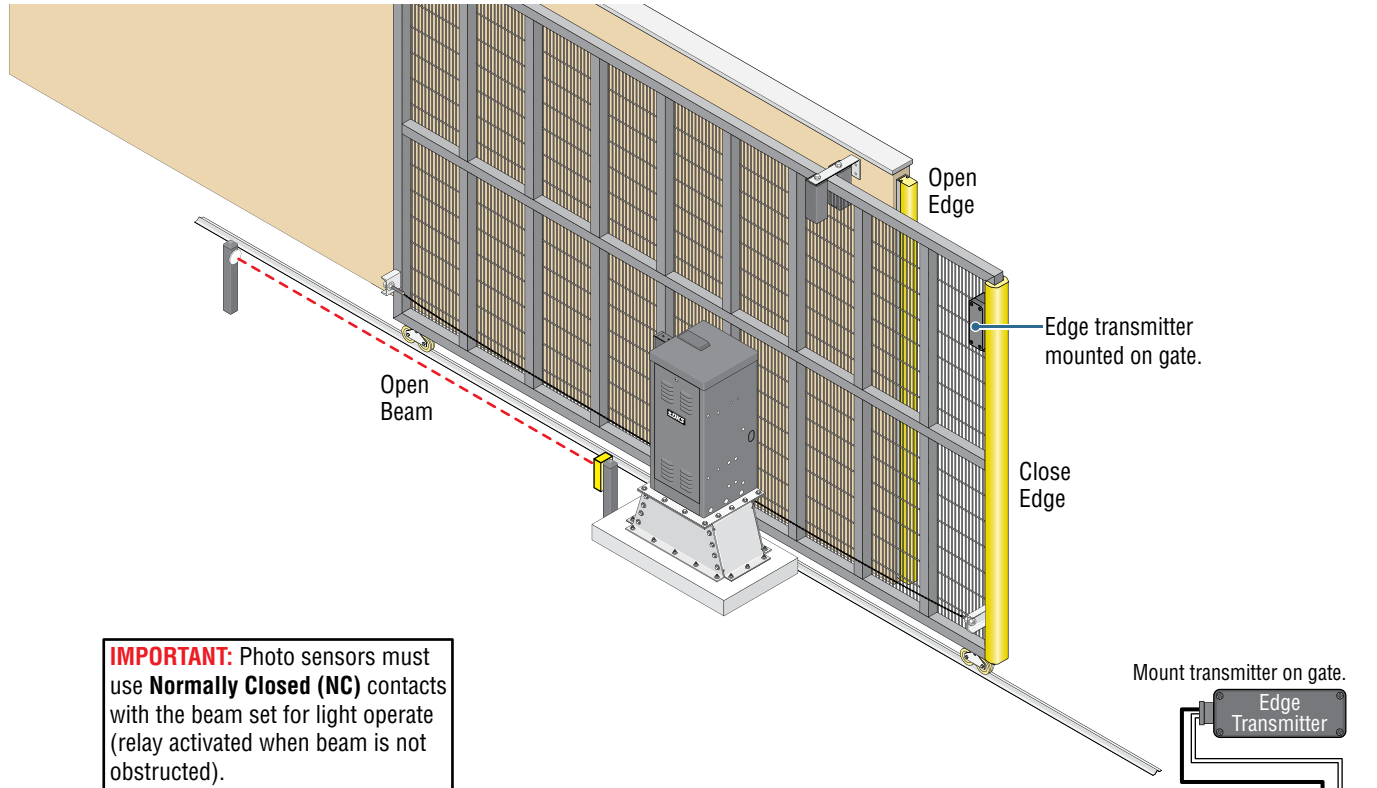 Open
Edge
Edge transmitter
mounted on gate.
Open
Beam
Close
Edge
IMPORTANT: Photo sensors must
use Normally Closed (NC) contacts
with the beam set for light operate
(relay activated when beam is not
obstructed).
Mount transmitter on gate.
Edge
Transmitter